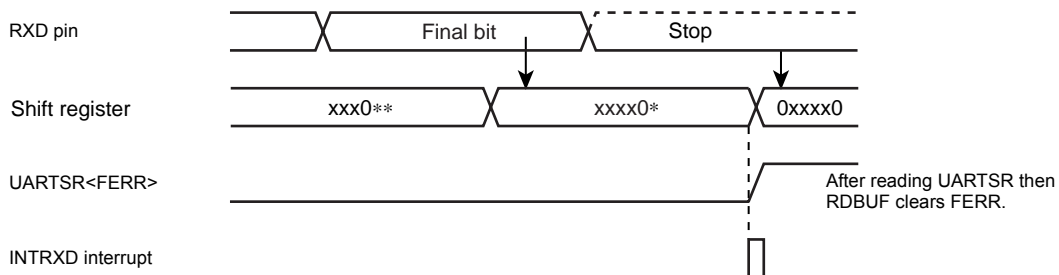 RXD pin
Final bit
Stop
Shift register
xxx0**
xxxx0*
0xxxx0
UARTSR<FERR>
After reading UARTSR then
RDBUF clears FERR.
INTRXD interrupt